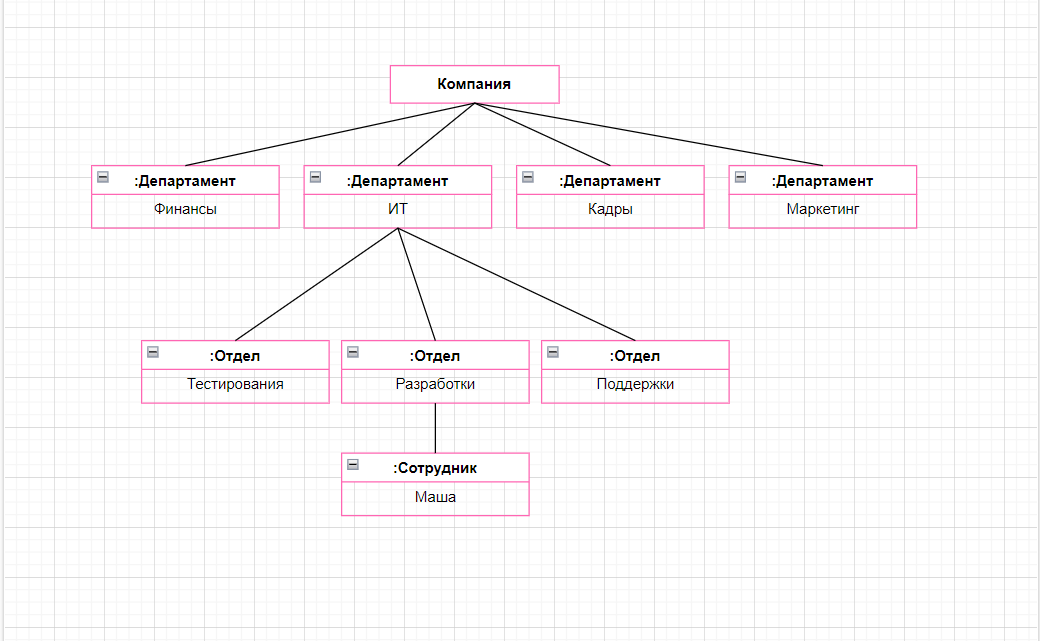 Компания
:Департамент
Финансы
:Департамент
ИТ
:Департамент
Кадры
:Департамент
Маркетинг
:Отдел
Тестирования
:Отдел
Разработки
:Отдел
Поддержки
:Сотрудник
Маша